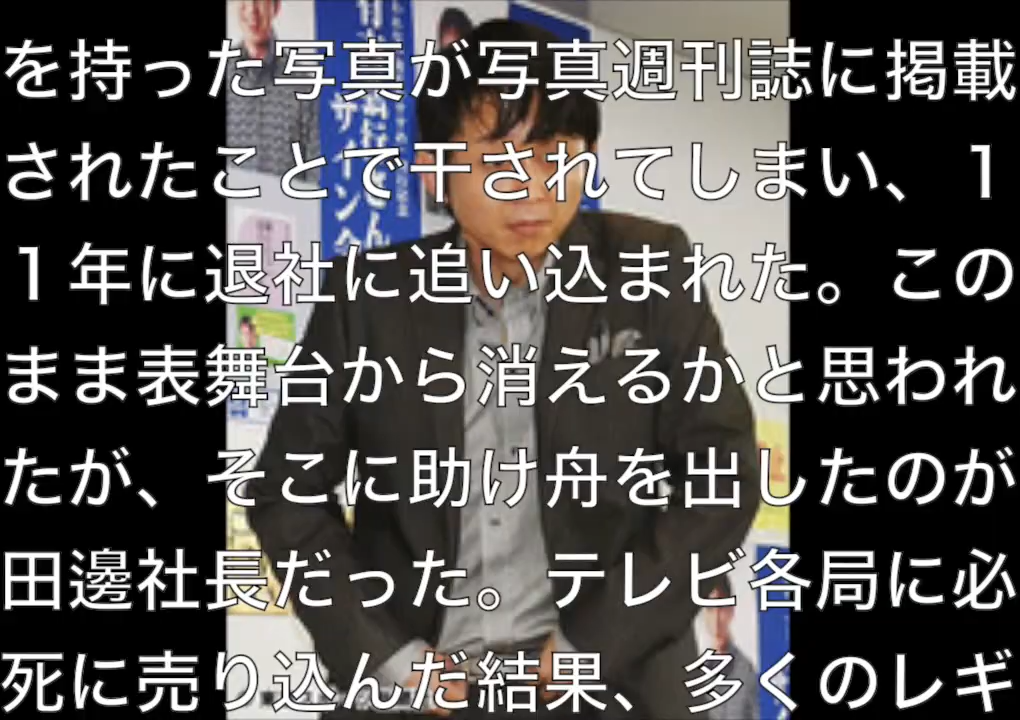 を持った写真が写真週刊誌に掲載
されたことで干されてしまい、１
１年に退社に追い込まれた。この
まま表舞台から消えるかと思われ
たが、そこに助け舟を出したのが
田邊社長だった。テレビ各局に必
死に売り込んだ結果、多くのレギ